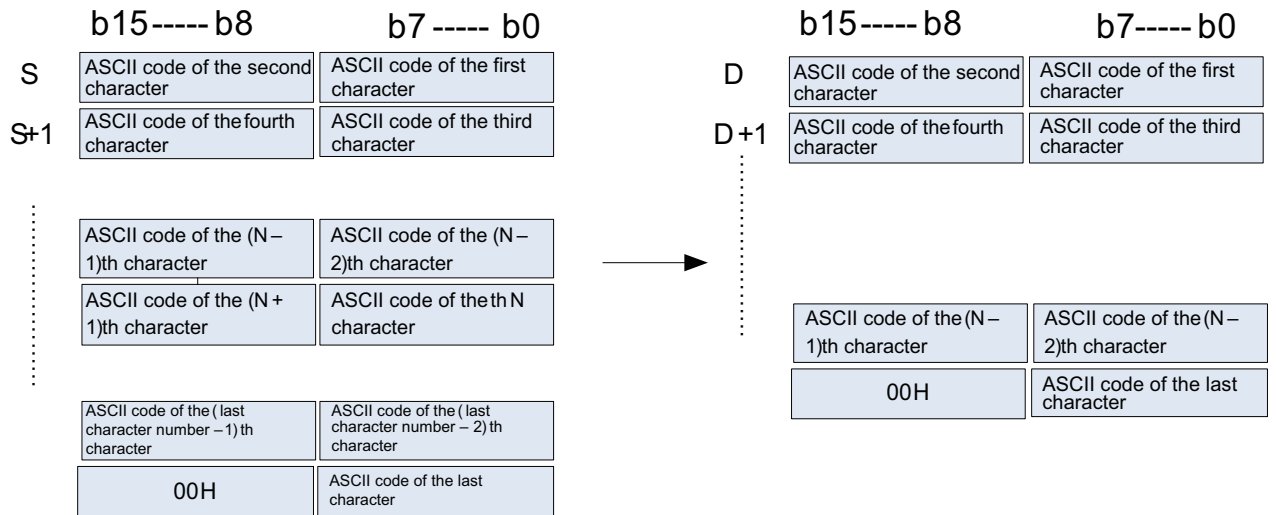 b15----- b8
b7 ----- b0
S
ASCII code of the second
character
ASCII code of the first
character
S+1
ASCII code of the fourth
character
ASCII code of the third
character
ASCII code of the (N –
1)th character
ASCII code of the (N –
2)th character
ASCII code of the (N +
1)th character
ASCII code of the th N
character
ASCII code of the ( last
character number – 1) th
character
ASCII code of the ( last
character number – 2) th
character
00H
ASCII code of the last
character
b15----- b8
b7----- b0
D
ASCII code of the second
character
ASCII code of the first
character
D +1
ASCII code of the fourth
character
ASCII code of the third
character
ASCII code of the (N –
1)th character
ASCII code of the (N –
2)th character
00H
ASCII code of the last
character